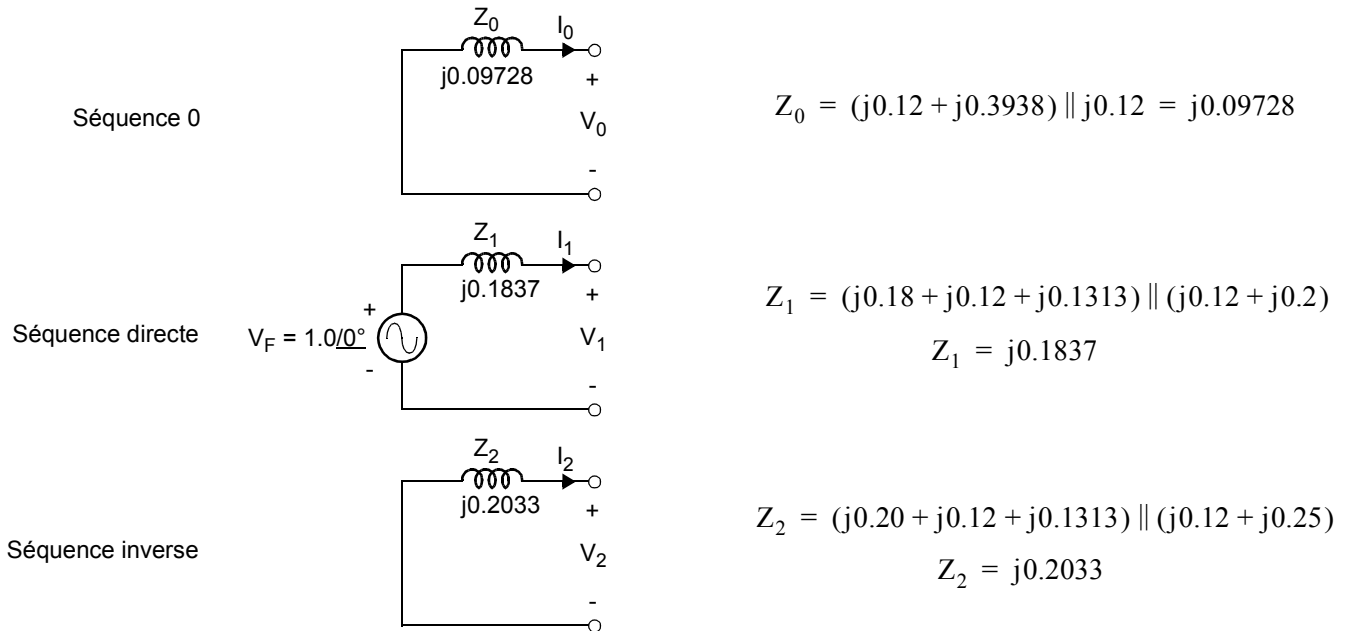 Z0 I0
j0.09728
+
Séquence 0
V0
-
Z0 = (j0.12 + j0.3938) || j0.12 = j0.09728
Z1 I1
j0.1837
+
+
Séquence directe
VF = 1.0/0°
V1
-
-
Z1 = (j0.18 + j0.12 + j0.1313) || (j0.12 + j0.2)
Z1 = j0.1837
Z2 I2
j0.2033
+
Séquence inverse
V2
-
Z2 = (j0.20 + j0.12 + j0.1313) || (j0.12 + j0.25)
Z2 = j0.2033